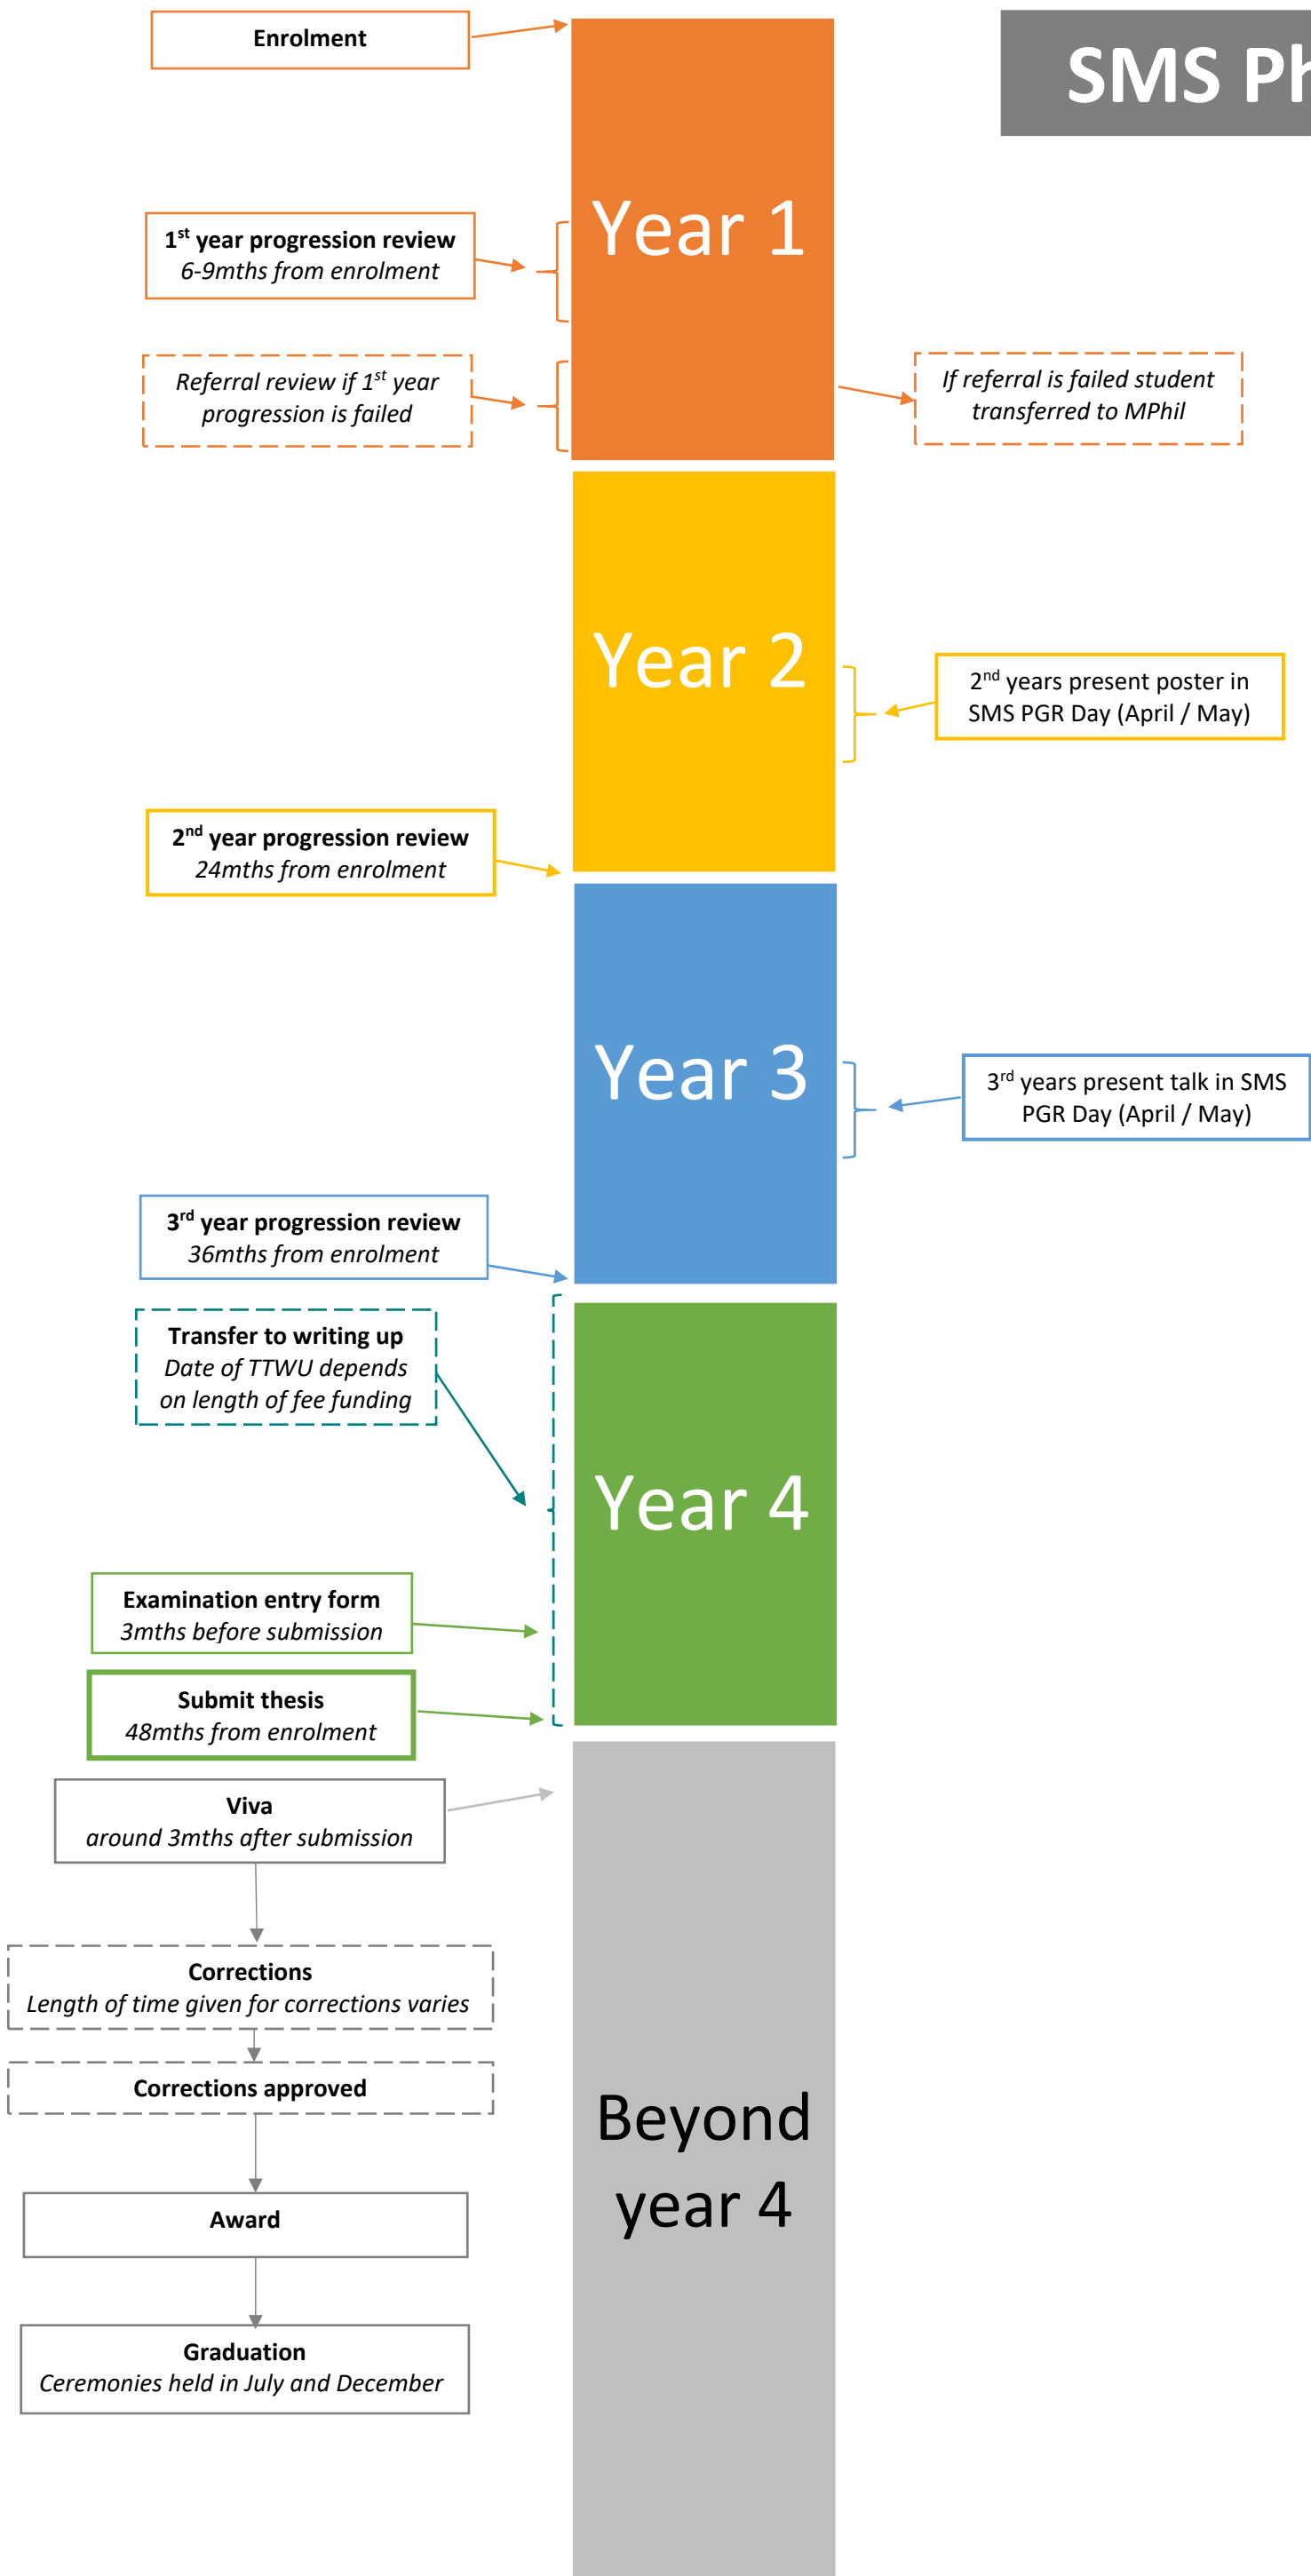 Enrolment
SMS Ph
Year 1
1st year progression review
6-9mths from enrolment
Referral review if 1st year
progression is failed
If referral is failed student
transferred to MPhil
Year 2
2nd years present poster in
SMS PGR Day (April / May)
2nd year progression review
24mths from enrolment
Year 3
3rd years present talk in SMS
PGR Day (April / May)
3rd year progression review
36mths from enrolment
Transfer to writing up
Date of TTWU depends
on length of fee funding
Year 4
Examination entry form
3mths before submission
Submit thesis
48mths from enrolment
Viva
around 3mths after submission
Corrections
Length of time given for corrections varies
Corrections approved
Beyond
year 4
Award
Graduation
Ceremonies held in July and December